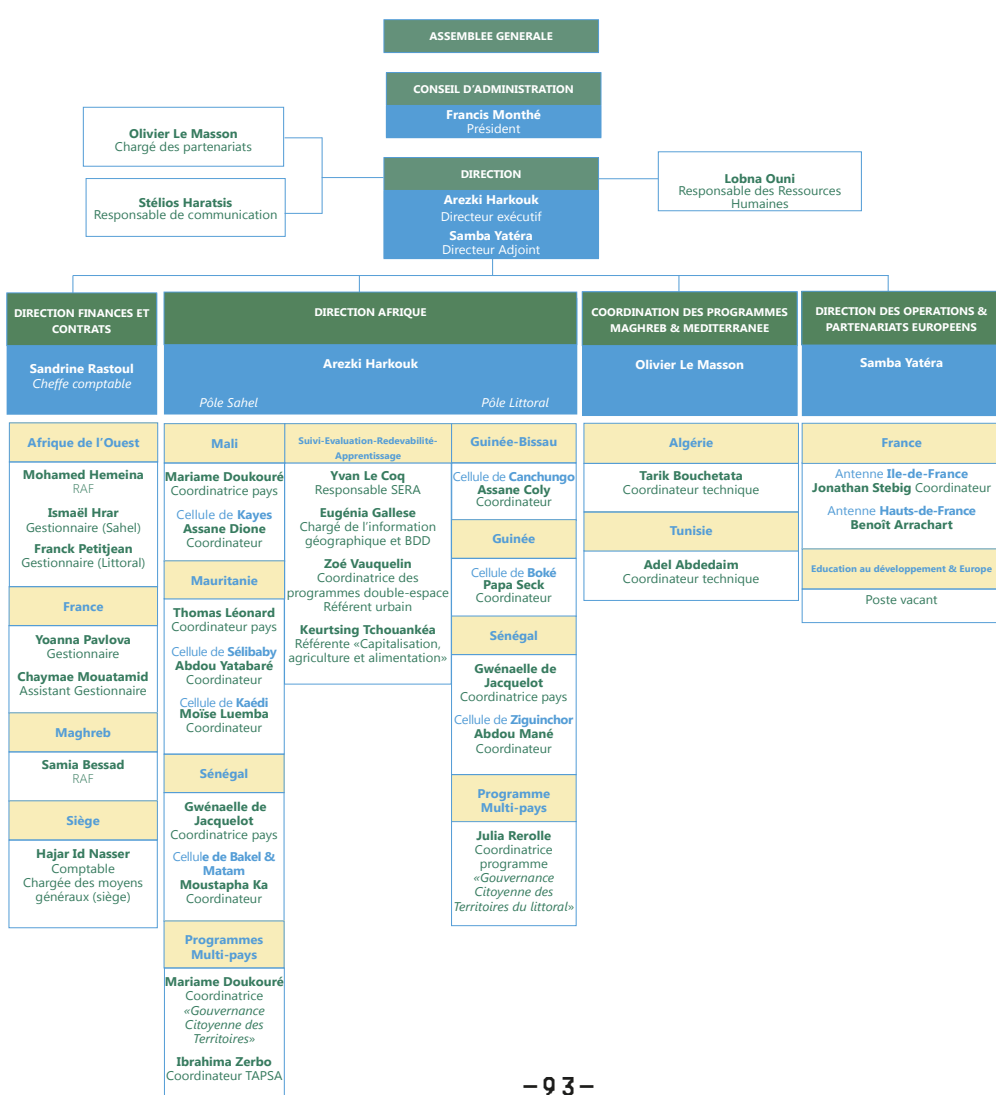 ASSEMBLEE GENERALE
CONSEIL D’ADMINISTRATION
Francis Monthé
Président
Olivier Le Masson
Chargé des partenariats
Stélios Haratsis
Responsable de communication
DIRECTION
Arezki Harkouk
Directeur exécutif
Samba Yatéra
Directeur Adjoint
Lobna Ouni
Responsable des Ressources
Humaines
DIRECTION FINANCES ET
CONTRATS
Sandrine Rastoul
Cheffe comptable
Afrique de l’Ouest
Mohamed Hemeina
RAF
Ismaël Hrar
Gestionnaire (Sahel)
Franck Petitjean
Gestionnaire (Littoral)
France
Yoanna Pavlova
Gestionnaire
Chaymae Mouatamid
Assistant Gestionnaire
Maghreb
Samia Bessad
RAF
Siège
Hajar Id Nasser
Comptable
Chargée des moyens
généraux (siège)
DIRECTION AFRIQUE
Arezki Harkouk
Pôle Sahel
Pôle Littoral
Mali
Mariame Doukouré
Coordinatrice pays
Cellule de Kayes
Assane Dione
Coordinateur
Mauritanie
Thomas Léonard
Coordinateur pays
Cellule de Sélibaby
Abdou Yatabaré
Coordinateur
Cellule de Kaédi
Moïse Luemba
Coordinateur
Sénégal
Gwénaelle de
Jacquelot
Coordinatrice pays
Cellule de Bakel &
Matam
Moustapha Ka
Coordinateur
Programmes
Multi-pays
Mariame Doukouré
Coordinatrice
«Gouvernance
Citoyenne des
Territoires»
Ibrahima Zerbo
Coordinateur TAPSA
Suivi-Evaluation-Redevabilité-
Apprentissage
Yvan Le Coq
Responsable SERA
Eugénia Gallese
Chargé de l’information
géographique et BDD
Zoé Vauquelin
Coordinatrice des
programmes double-espace
Référent urbain
Keurtsing Tchouankéa
Référente «Capitalisation,
agriculture et alimentation»
Guinée-Bissau
Cellule de Canchungo
Assane Coly
Coordinateur
Guinée
Cellule de Boké
Papa Seck
Coordinateur
Sénégal
Gwénaelle de
Jacquelot
Coordinatrice pays
Cellule de Ziguinchor
Abdou Mané
Coordinateur
Programme
Multi-pays
Julia Rerolle
Coordinatrice
programme
«Gouvernance
Citoyenne des
Territoires du littoral»
COORDINATION DES PROGRAMMES
MAGHREB & MEDITERRANEE
Olivier Le Masson
Algérie
Tarik Bouchetata
Coordinateur technique
Tunisie
Adel Abdedaim
Coordinateur technique
DIRECTION DES OPERATIONS &
PARTENARIATS EUROPEENS
Samba Yatéra
France
Antenne Ile-de-France
Jonathan Stebig Coordinateur
Antenne Hauts-de-France
Benoît Arrachart
Education au développement & Europe
Poste vacant
–93–